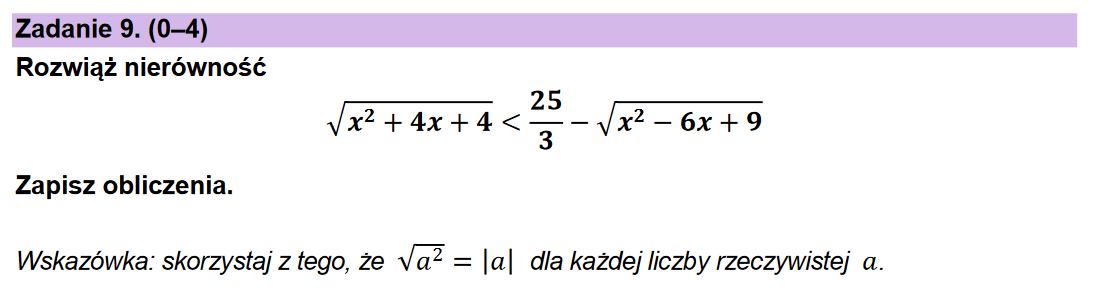 Zadanie 9. (0–4)
Rozwiąż nierówność
√(x² + 4x + 4) < 25/3 − √(x² − 6x + 9)
Zapisz obliczenia.
Wskazówka: skorzystaj z tego, że √(a²) = |a| dla każdej liczby rzeczywistej a.